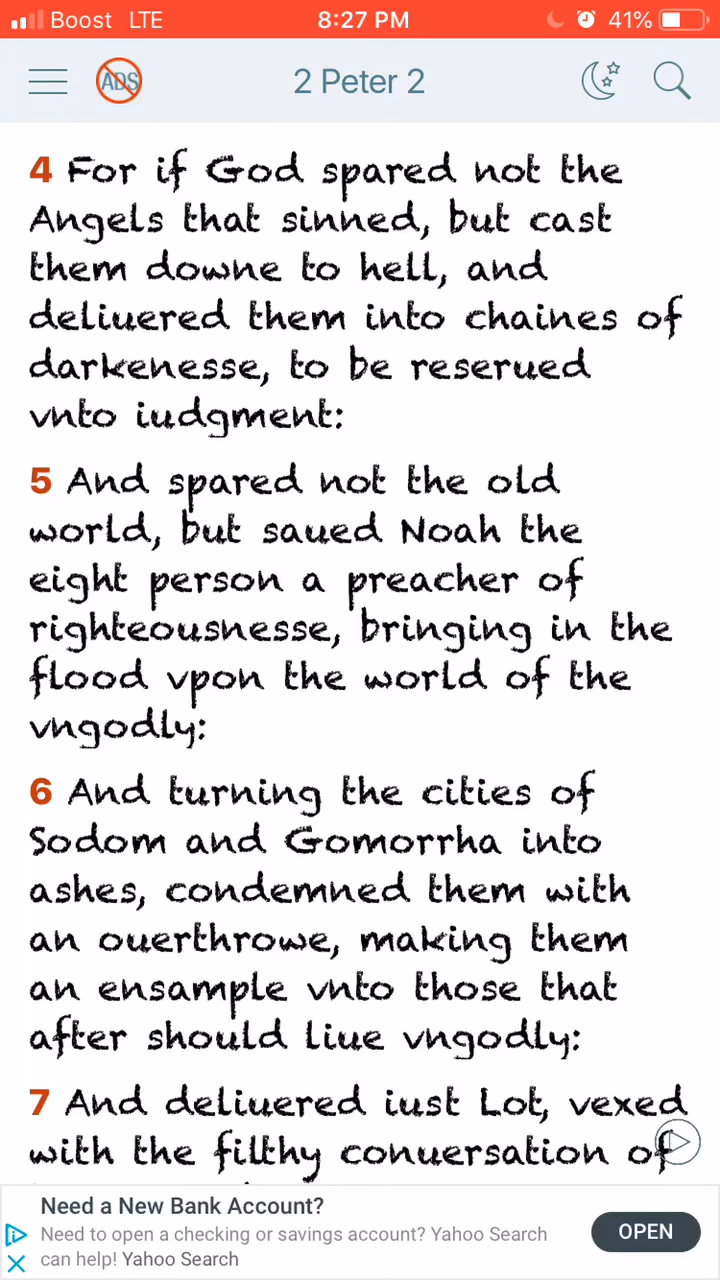 Boost LTE 8:27 PM 41%
ADS 2 Peter 2
4 For if God spared not the
Angels that sinned, but cast
them downe to hell, and
deliuered them into chaines of
darkenesse, to be reserued
vnto iudgment:
5 And spared not the old
world, but saued Noah the
eight person a preacher of
righteousnesse, bringing in the
flood vpon the world of the
vngodly:
6 And turning the cities of
Sodom and Gomorrha into
ashes, condemned them with
an ouerthrowe, making them
an ensample vnto those that
after should liue vngodly:
7 And deliuered iust Lot, vexed
with the filthy conuersation of
Need a New Bank Account?
Need to open a checking or savings account? Yahoo Search
can help! Yahoo Search
OPEN